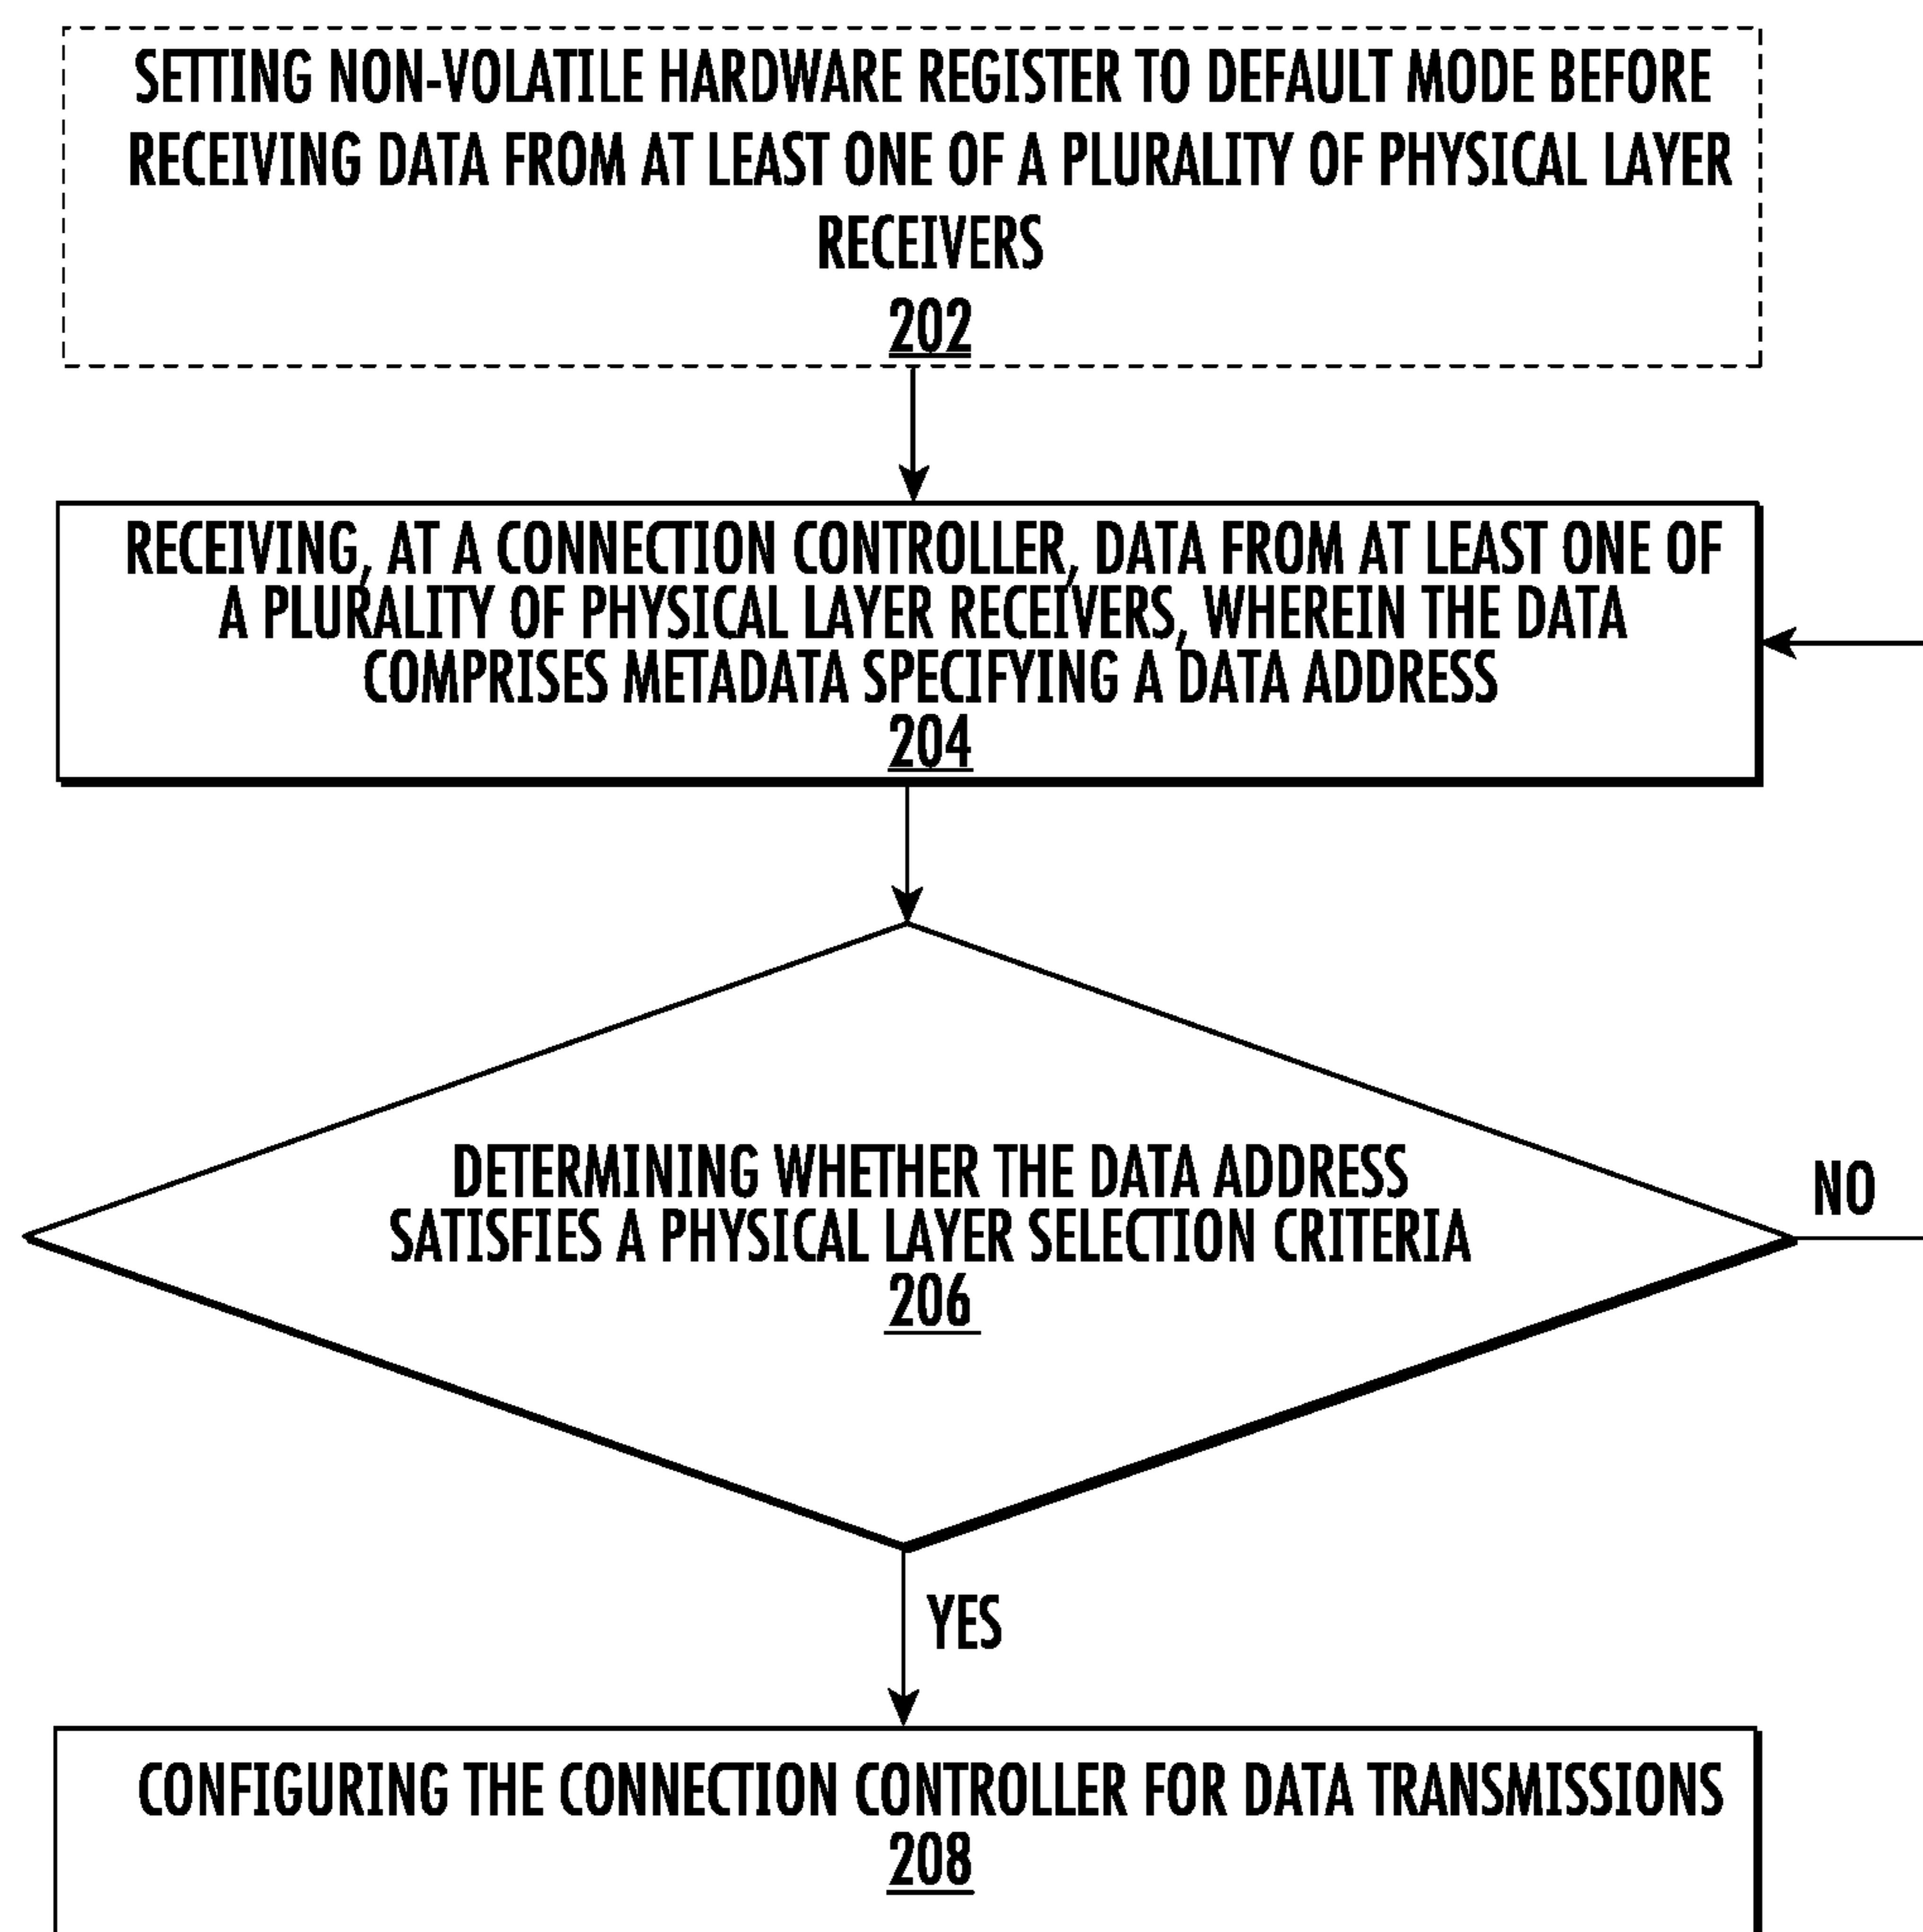 SETTING NON-VOLATILE HARDWARE REGISTER TO DEFAULT MODE BEFORE
RECEIVING DATA FROM AT LEAST ONE OF A PLURALITY OF PHYSICAL LAYER
RECEIVERS
202
RECEIVING, AT A CONNECTION CONTROLLER, DATA FROM AT LEAST ONE OF
A PLURALITY OF PHYSICAL LAYER RECEIVERS, WHEREIN THE DATA
COMPRISES METADATA SPECIFYING A DATA ADDRESS
204
DETERMINING WHETHER THE DATA ADDRESS
SATISFIES A PHYSICAL LAYER SELECTION CRITERIA
206
NO
YES
CONFIGURING THE CONNECTION CONTROLLER FOR DATA TRANSMISSIONS
208